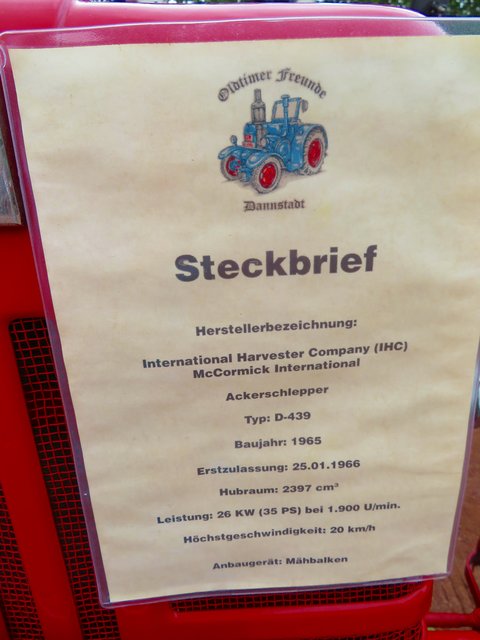 Oldtimer Freunde
Dannstadt
Steckbrief
Herstellerbezeichnung:
International Harvester Company (IHC)
McCormick International
Ackerschlepper
Typ: D-439
Baujahr: 1965
Erstzulassung: 25.01.1966
Hubraum: 2397 cm³
Leistung: 26 KW (35 PS) bei 1.900 U/min.
Höchstgeschwindigkeit: 20 km/h
Anbaugerät: Mähbalken